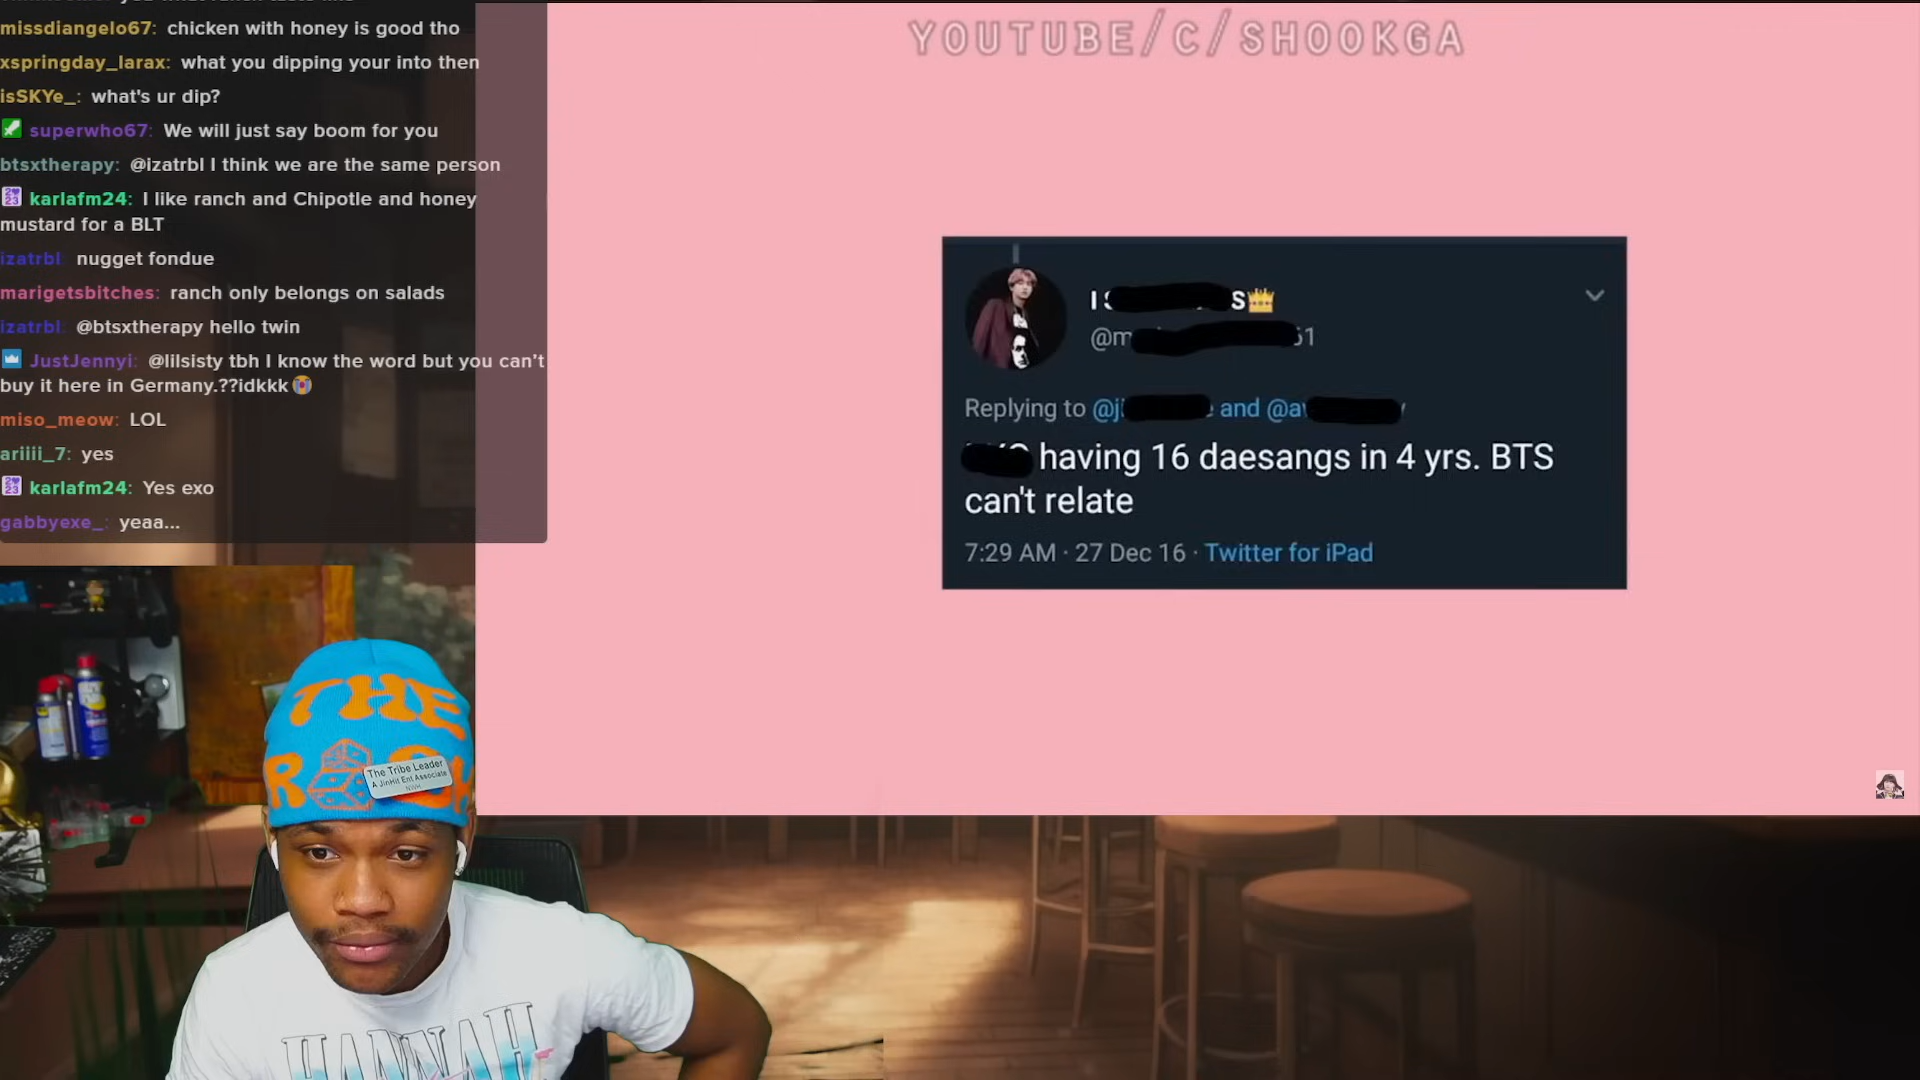 missdiangelo67: chicken with honey is good tho
xspringday_larax: what you dipping your into then
isSKYe_: what's ur dip?
superwho67: We will just say boom for you
btsxtherapy: @izatrbl I think we are the same person
karlafm24: I like ranch and Chipotle and honey
mustard for a BLT
izatrbl: nugget fondue
marigetsbitches: ranch only belongs on salads
izatrbl: @btsxtherapy hello twin
JustJennyi: @lilsisty tbh I know the word but you can't
buy it here in Germany.??idkkk
miso_meow: LOL
ariiii_7: yes
karlafm24: Yes exo
gabbyexe_: yeaa...
YOUTUBE/C/SHOOKGA
Replying to and
having 16 daesangs in 4 yrs. BTS
can't relate
7:29 AM · 27 Dec 16 · Twitter for iPad
THE
The Tribe Leader
A JinHit Ent Associate
HANNAH